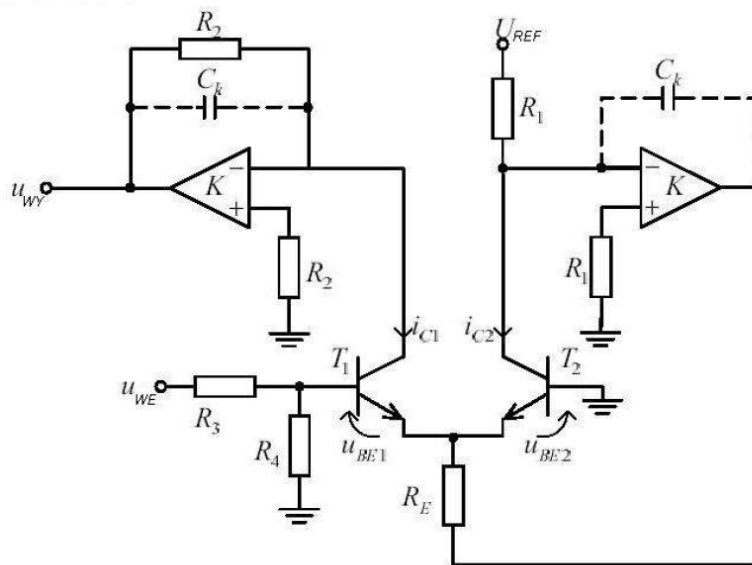 R2
Ck
UREF
Ck
R1
K
−
+
uWY
R2
K
−
+
R1
iC1
iC2
T1
T2
uWE
R3
R4
uBE1
uBE2
RE